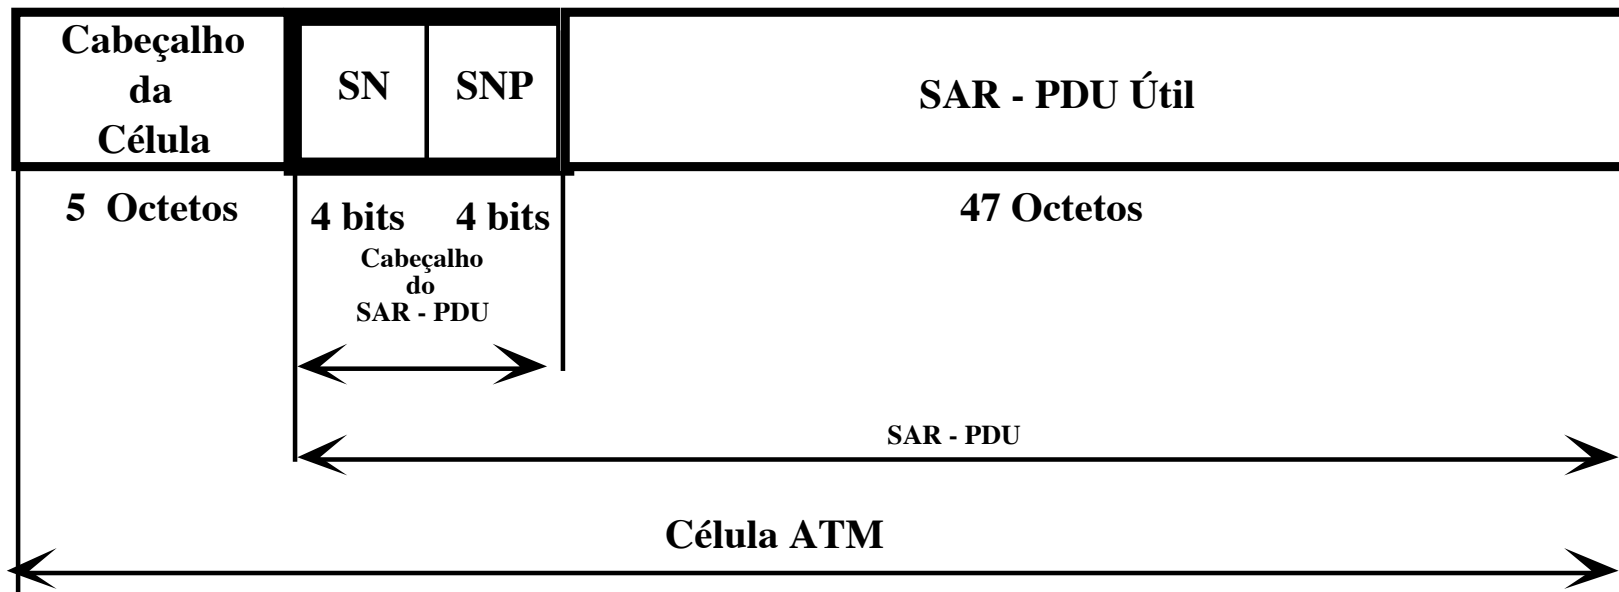 Cabeçalho
da
Célula
SN
SNP
SAR - PDU Útil
5 Octetos
4 bits
4 bits
47 Octetos
Cabeçalho
do
SAR - PDU
SAR - PDU
Célula ATM